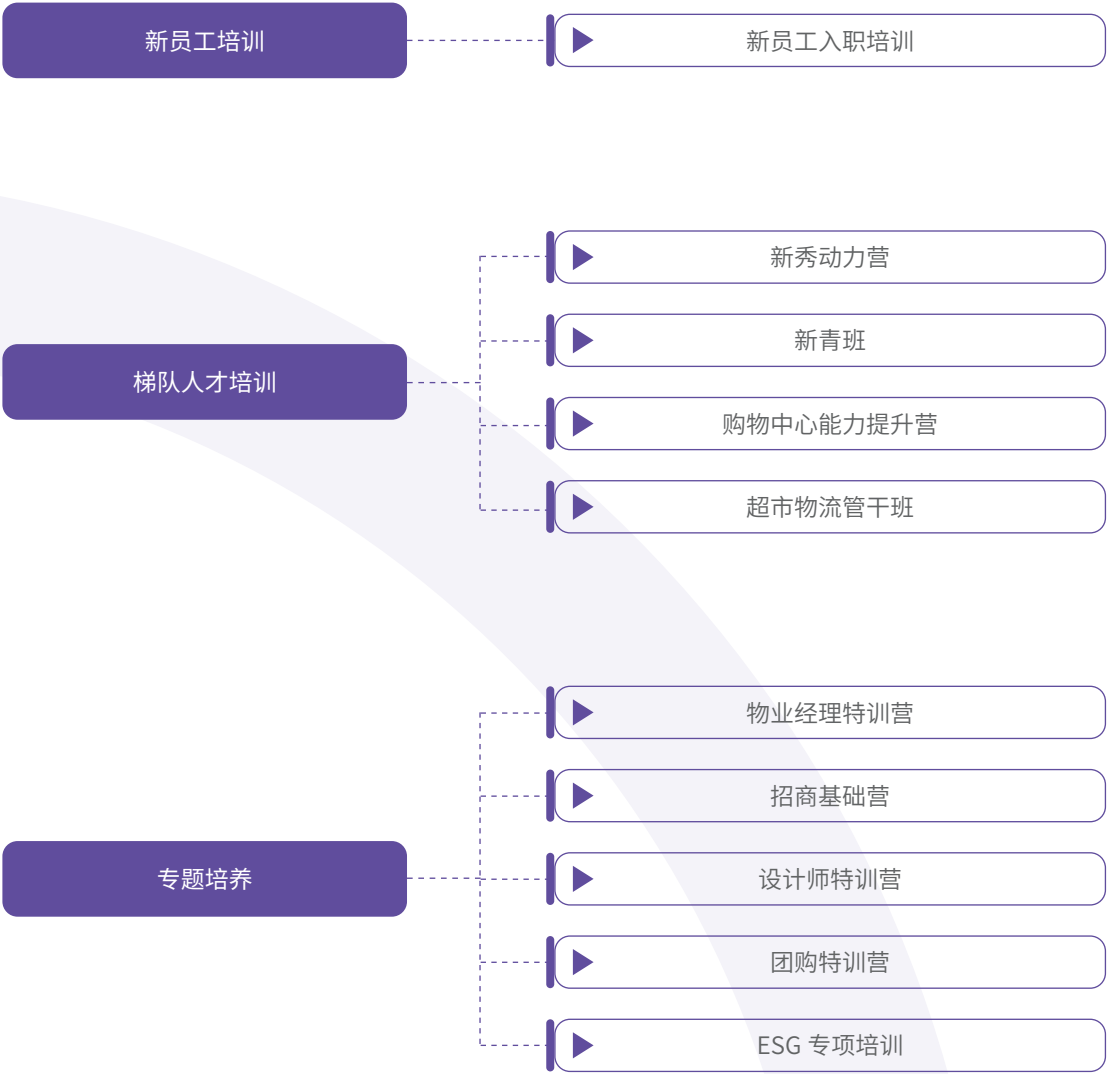 新员工培训
新员工入职培训
梯队人才培训
新秀动力营
新青班
购物中心能力提升营
超市物流管干班
专题培养
物业经理特训营
招商基础营
设计师特训营
团购特训营
ESG 专项培训